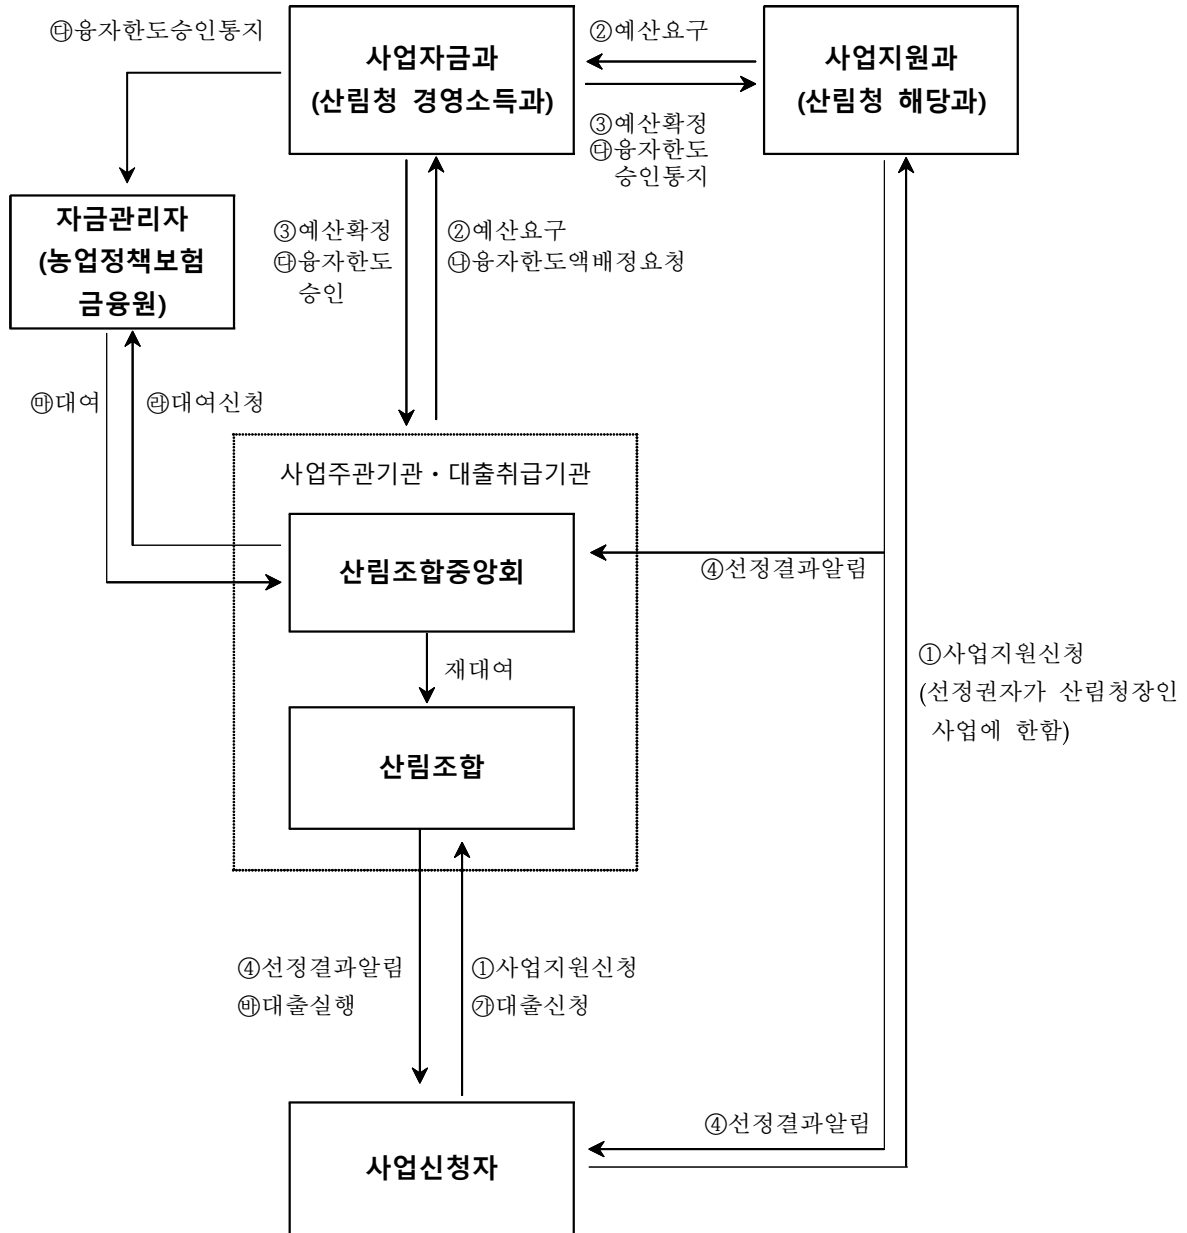 ㉰융자한도승인통지
사업자금과
(산림청 경영소득과)
②예산요구
사업지원과
(산림청 해당과)
③예산확정
㉰융자한도
승인통지
자금관리자
(농업정책보험
금융원)
③예산확정
㉰융자한도
승인
②예산요구
㉯융자한도액배정요청
㉲대여
㉱대여신청
사업주관기관・대출취급기관
산림조합중앙회
④선정결과알림
재대여
①사업지원신청
(선정권자가 산림청장인
사업에 한함)
산림조합
④선정결과알림
㉳대출실행
①사업지원신청
㉮대출신청
④선정결과알림
사업신청자